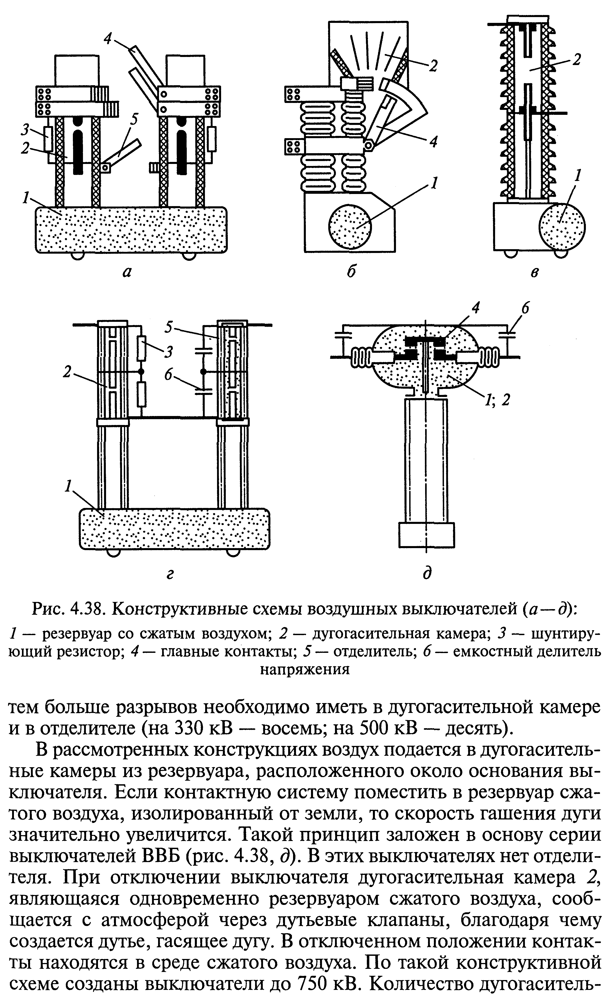 4
3
2
5
1
а
2
4
1
б
2
1
в
5
3
2
6
1
г
4
6
1; 2
д
Рис. 4.38. Конструктивные схемы воздушных выключателей (а — д):
1 — резервуар со сжатым воздухом; 2 — дугогасительная камера; 3 — шунтиру-
ющий резистор; 4 — главные контакты; 5 — отделитель; 6 — емкостный делитель
напряжения
тем больше разрывов необходимо иметь в дугогасительной камере
и в отделителе (на 330 кВ — восемь; на 500 кВ — десять).
В рассмотренных конструкциях воздух подается в дугогаситель-
ные камеры из резервуара, расположенного около основания вы-
ключателя. Если контактную систему поместить в резервуар сжа-
того воздуха, изолированный от земли, то скорость гашения дуги
значительно увеличится. Такой принцип заложен в основу серии
выключателей ВВБ (рис. 4.38, д). В этих выключателях нет отдели-
теля. При отключении выключателя дугогасительная камера 2,
являющаяся одновременно резервуаром сжатого воздуха, сооб-
щается с атмосферой через дутьевые клапаны, благодаря чему
создается дутье, гасящее дугу. В отключенном положении контак-
ты находятся в среде сжатого воздуха. По такой конструктивной
схеме созданы выключатели до 750 кВ. Количество дугогаситель-